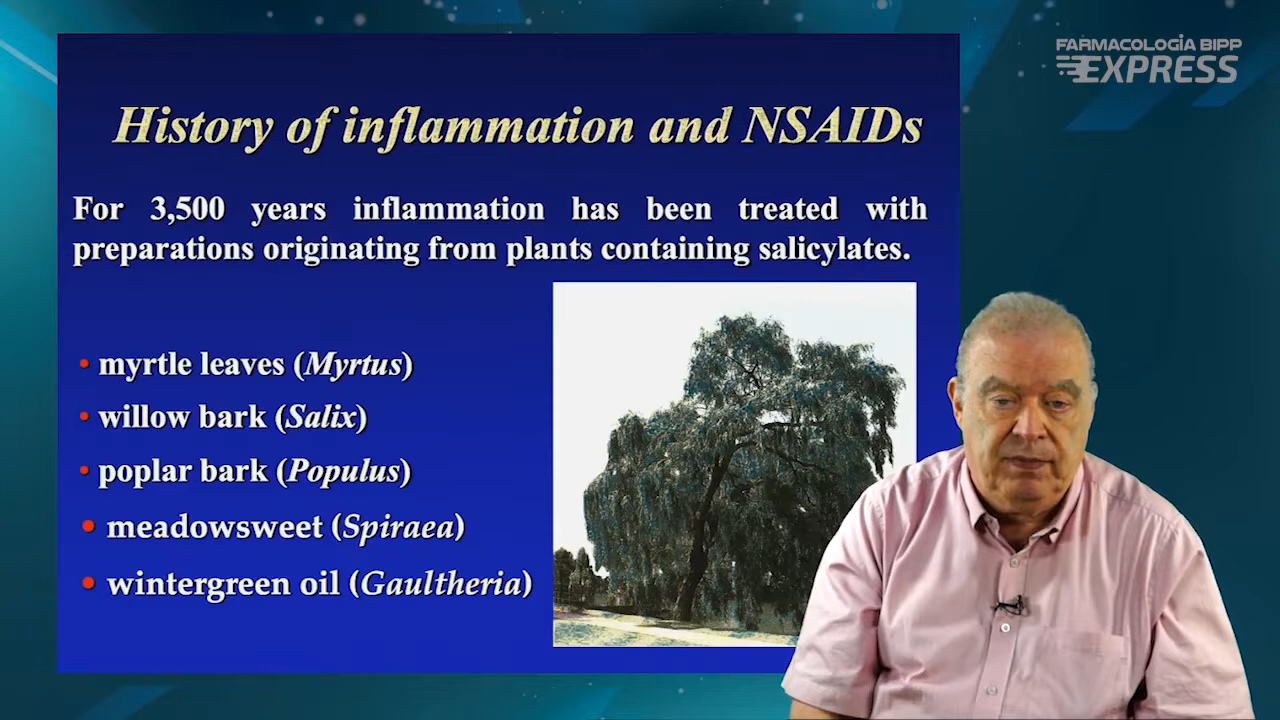 FARMACOLOGÍA BIPP
EXPRESS
History of inflammation and NSAIDs
For 3,500 years inflammation has been treated with
preparations originating from plants containing salicylates.
• myrtle leaves (Myrtus)
• willow bark (Salix)
• poplar bark (Populus)
• meadowsweet (Spiraea)
• wintergreen oil (Gaultheria)